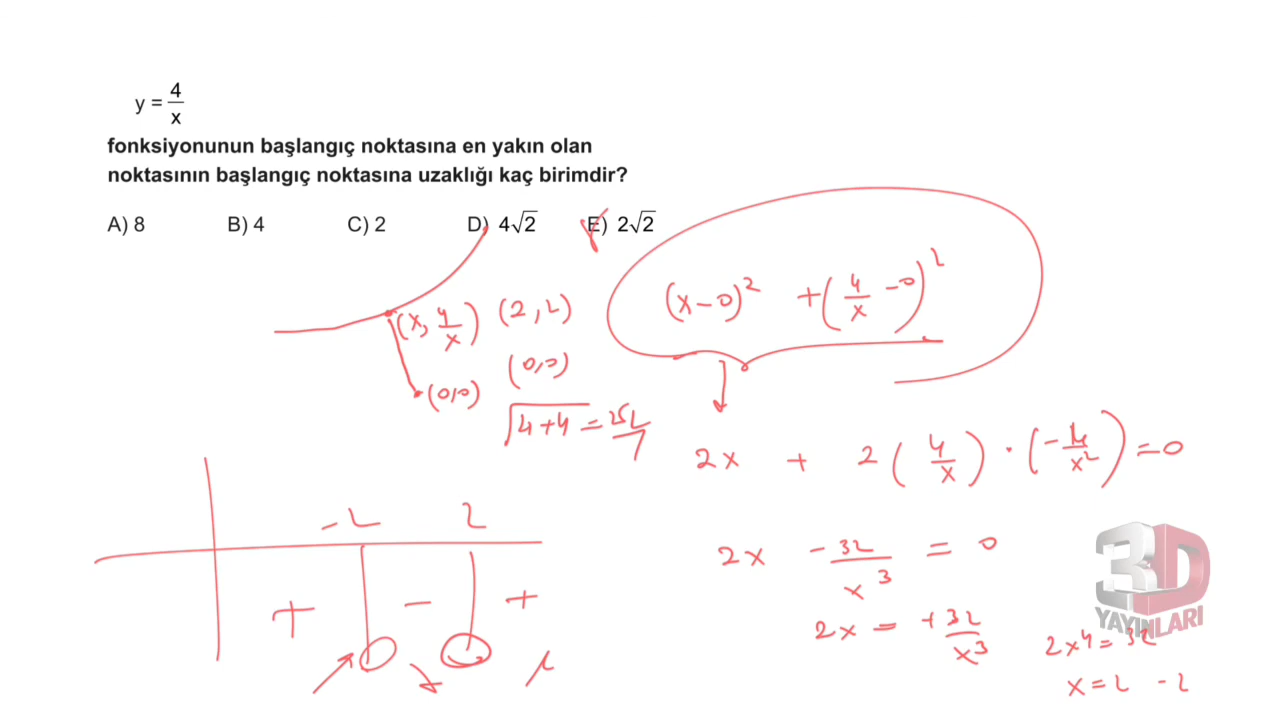 y = 4/x
fonksiyonunun başlangıç noktasına en yakın olan
noktasının başlangıç noktasına uzaklığı kaç birimdir?
A) 8 B) 4 C) 2 D) 4√2 E) 2√2
(x-0)² + (4/x -0)²
(x, 4/x) (2,2)
(0,0) (0,0)
√4+4 = 2√2
2x + 2(4/x)·(-4/x²) = 0
-2 2
+ - +
2x - 32/x³ = 0
2x = +32/x³
2x⁴ = 32
x = 2 -2
3D
YAYINLARI